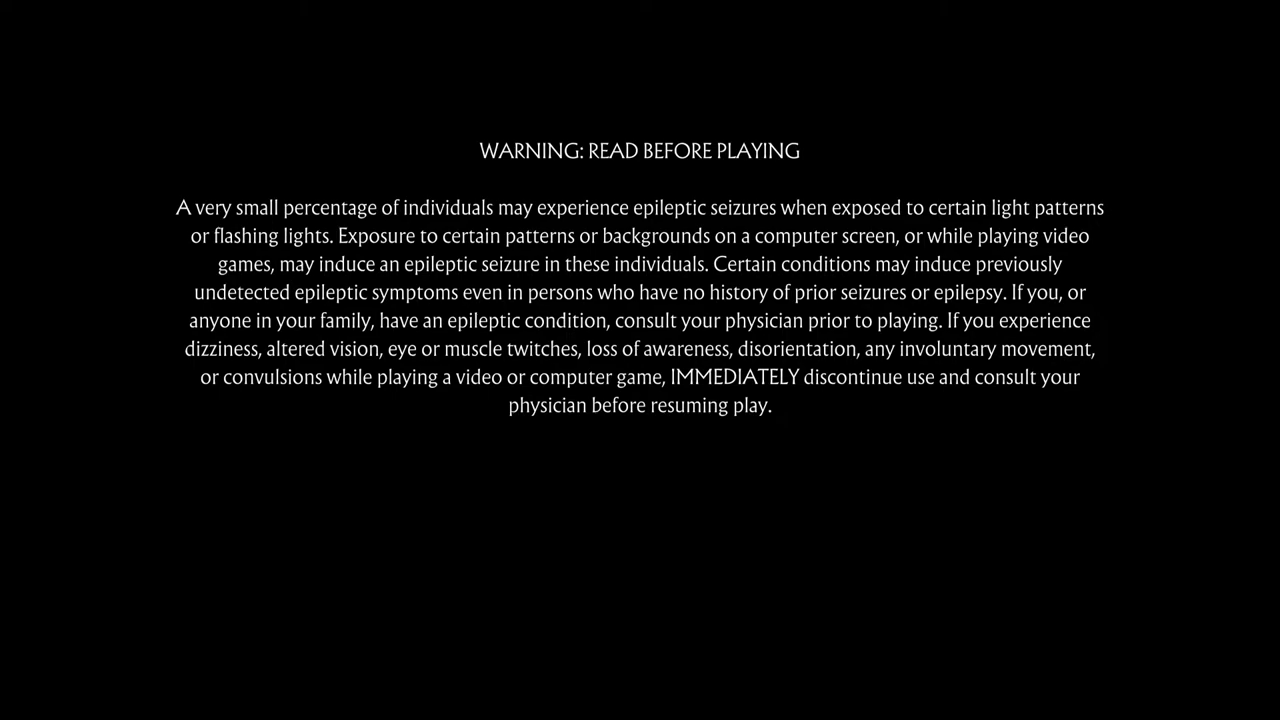 WARNING: READ BEFORE PLAYING
A very small percentage of individuals may experience epileptic seizures when exposed to certain light patterns
or flashing lights. Exposure to certain patterns or backgrounds on a computer screen, or while playing video
games, may induce an epileptic seizure in these individuals. Certain conditions may induce previously
undetected epileptic symptoms even in persons who have no history of prior seizures or epilepsy. If you, or
anyone in your family, have an epileptic condition, consult your physician prior to playing. If you experience
dizziness, altered vision, eye or muscle twitches, loss of awareness, disorientation, any involuntary movement,
or convulsions while playing a video or computer game, IMMEDIATELY discontinue use and consult your
physician before resuming play.